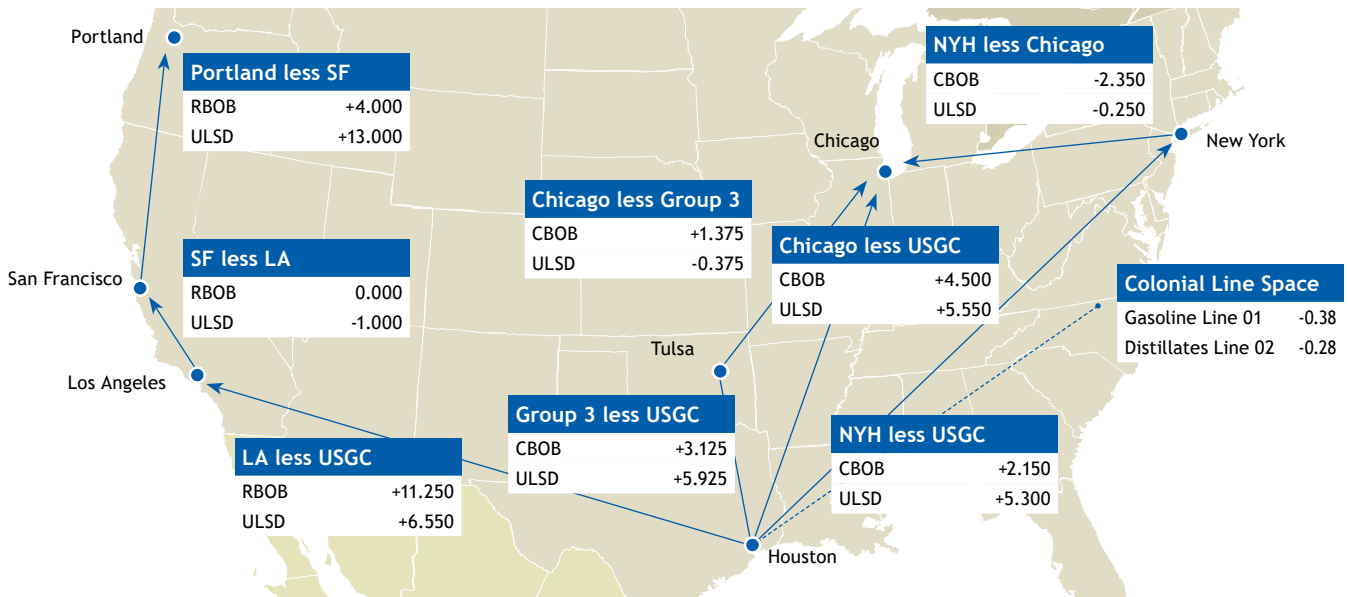 Portland
Portland less SF
RBOB +4.000
ULSD +13.000
NYH less Chicago
CBOB -2.350
ULSD -0.250
Chicago
New York
Chicago less Group 3
CBOB +1.375
ULSD -0.375
Chicago less USGC
CBOB +4.500
ULSD +5.550
San Francisco
SF less LA
RBOB 0.000
ULSD -1.000
Colonial Line Space
Gasoline Line 01 -0.38
Distillates Line 02 -0.28
Tulsa
Los Angeles
Group 3 less USGC
CBOB +3.125
ULSD +5.925
NYH less USGC
CBOB +2.150
ULSD +5.300
LA less USGC
RBOB +11.250
ULSD +6.550
Houston